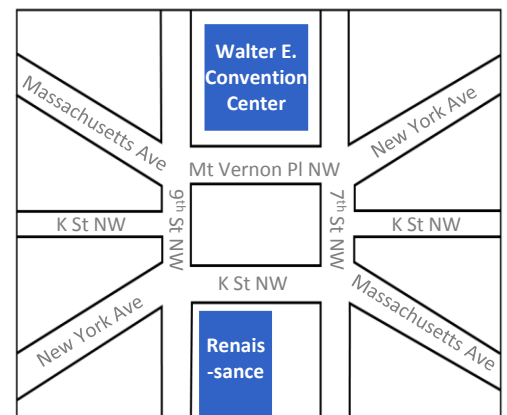 Walter E.
Convention
Center
Massachusetts Ave
New York Ave
Mt Vernon Pl NW
9th St NW
7th St NW
K St NW
K St NW
K St NW
New York Ave
Massachusetts Ave
Renais
-sance